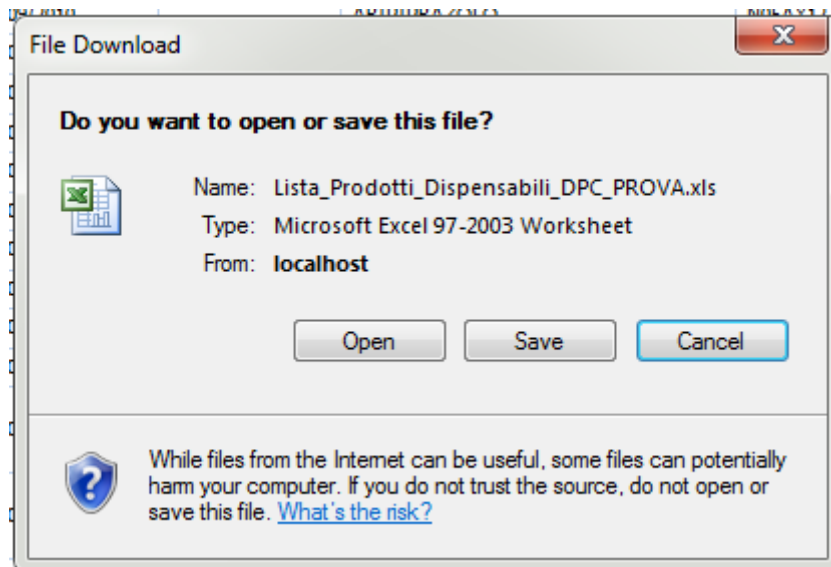 File Download
Do you want to open or save this file?
Name: Lista_Prodotti_Dispensabili_DPC_PROVA.xls
Type: Microsoft Excel 97-2003 Worksheet
From: localhost
Open Save Cancel
While files from the Internet can be useful, some files can potentially
harm your computer. If you do not trust the source, do not open or
save this file. What's the risk?